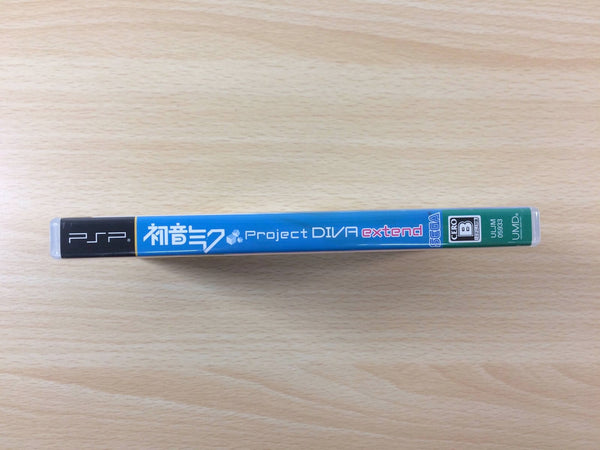 PSP
初音ミク Project DIVA extend
SEGA
CERO
B
ULJM
05933
UMD